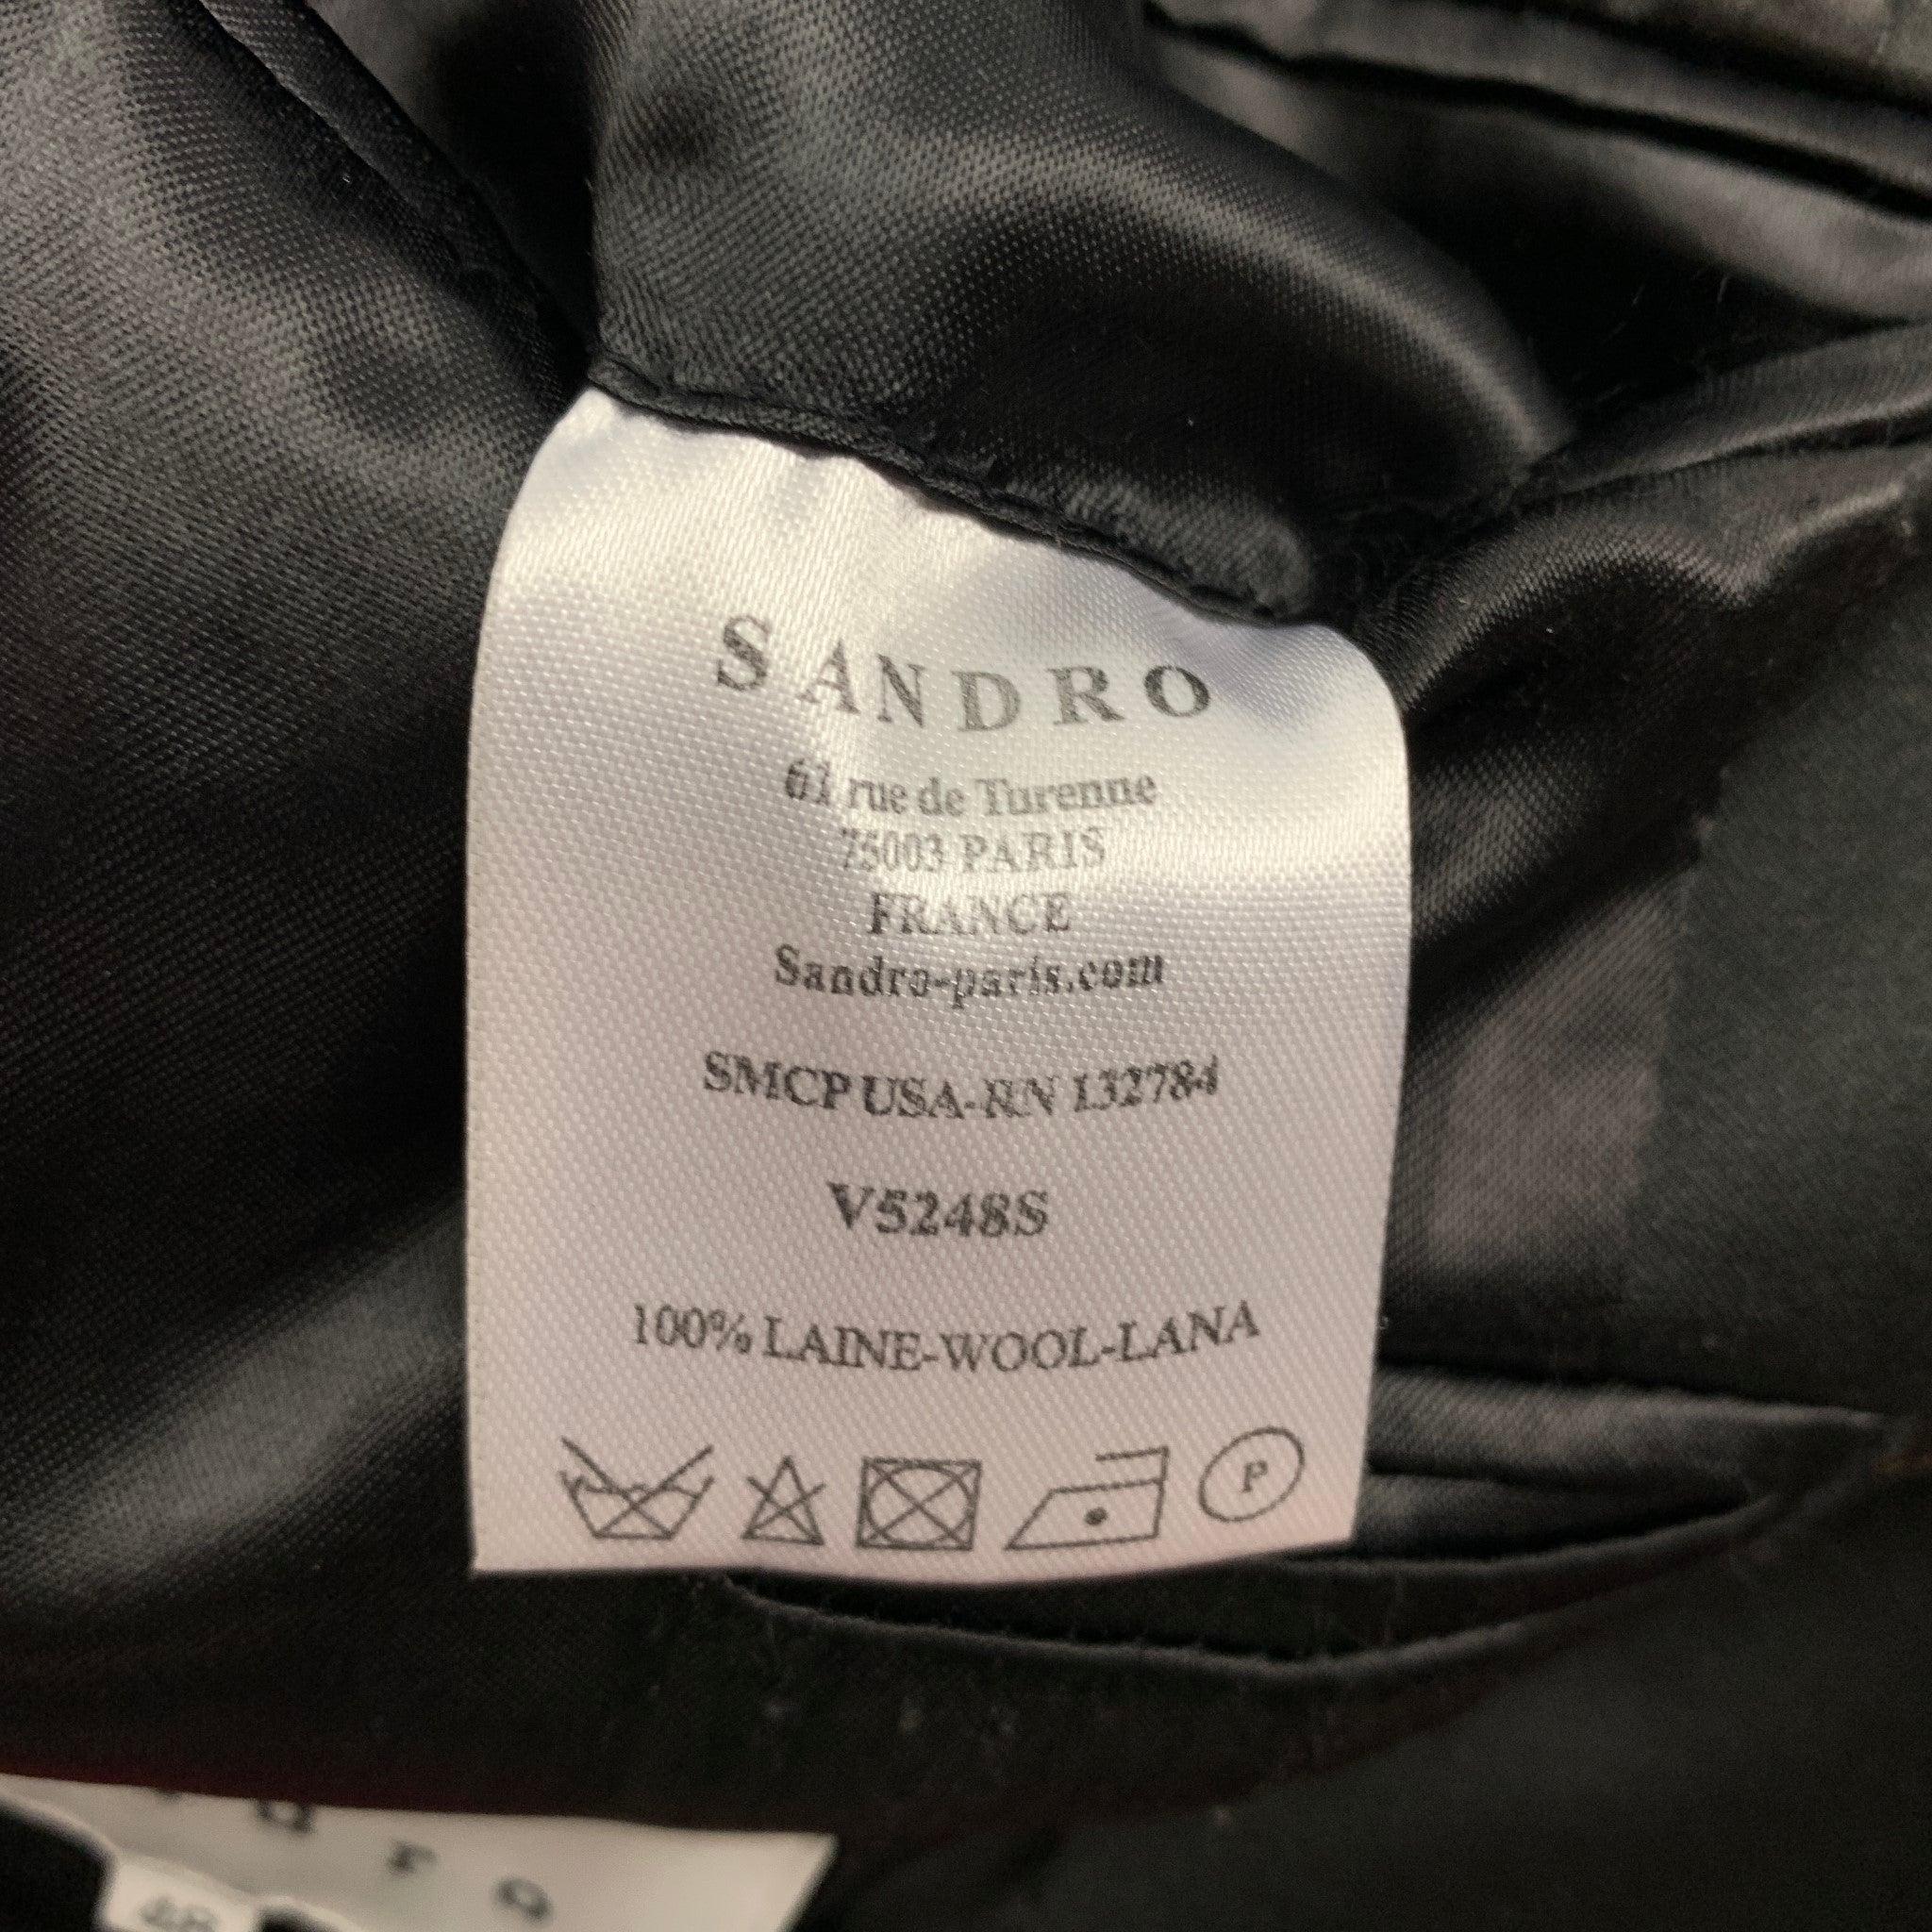 SANDRO
61 rue de Turenne
75003 PARIS
FRANCE
Sandro-paris.com
SMCP USA-RN 132784
V5248S
100% LAINE-WOOL-LANA
P
48